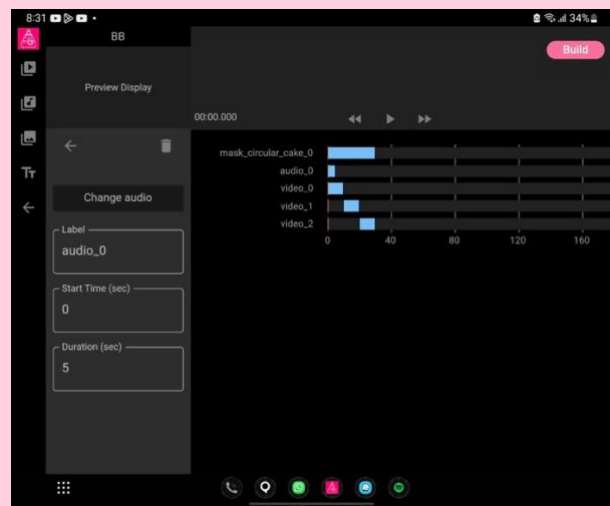 8:31
34%
BB
Build
Preview Display
00:00.000
Change audio
Label
audio_0
Start Time (sec)
0
Duration (sec)
5
mask_circular_cake_0
audio_0
video_0
video_1
video_2
0 40 80 120 160
Tт